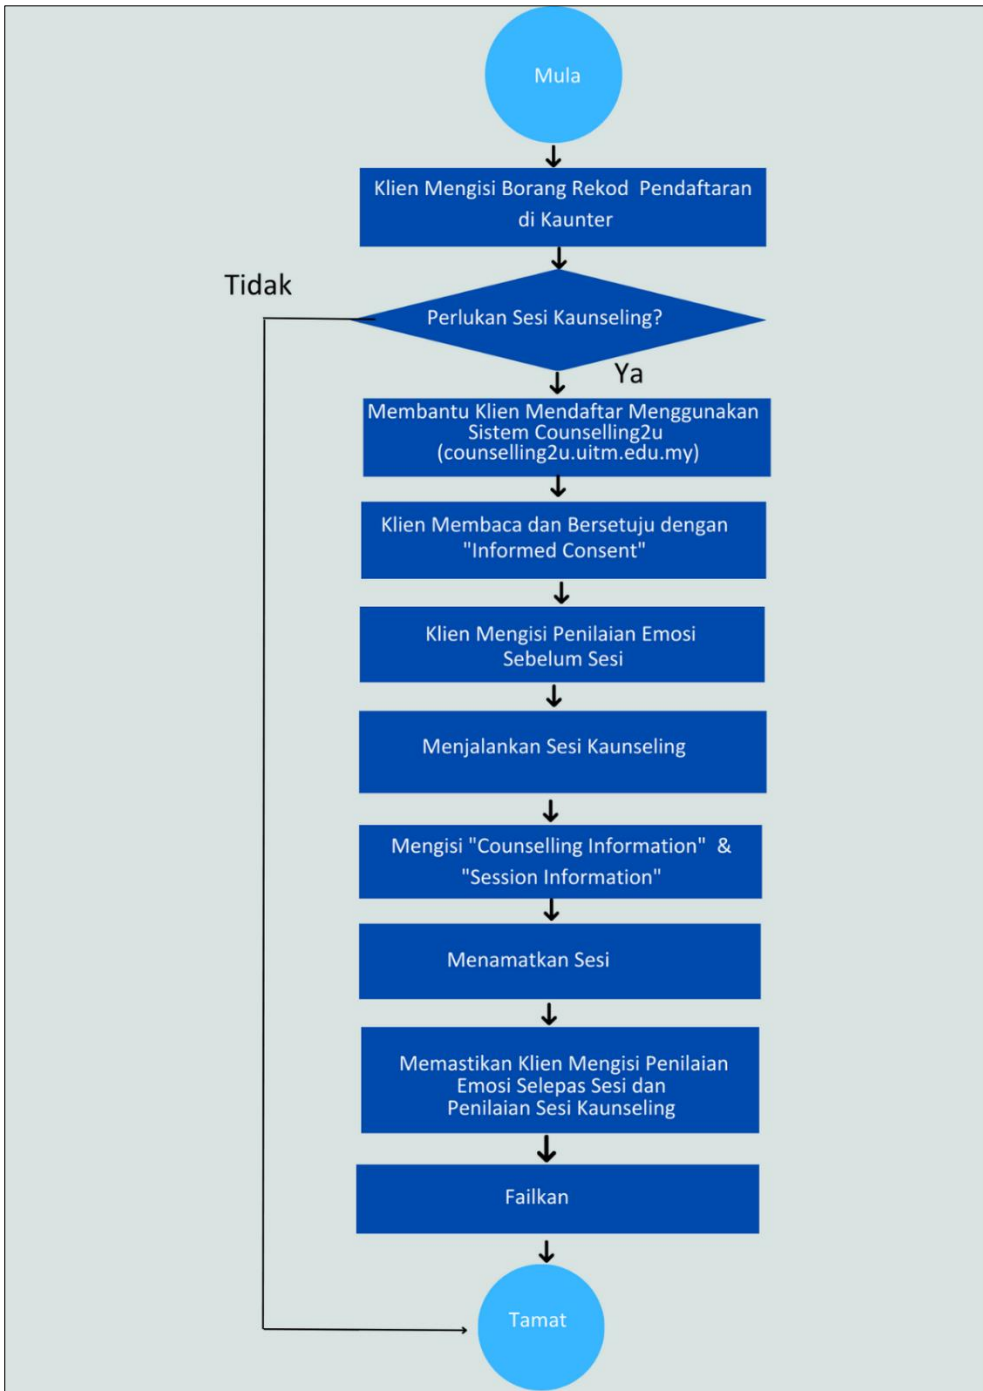 Mula
Klien Mengisi Borang Rekod Pendaftaran
di Kaunter
Tidak
Perlukan Sesi Kaunseling?
Ya
Membantu Klien Mendaftar Menggunakan
Sistem Counselling2u
(counselling2u.uitm.edu.my)
Klien Membaca dan Bersetuju dengan
"Informed Consent"
Klien Mengisi Penilaian Emosi
Sebelum Sesi
Menjalankan Sesi Kaunseling
Mengisi "Counselling Information" &
"Session Information"
Menamatkan Sesi
Memastikan Klien Mengisi Penilaian
Emosi Selepas Sesi dan
Penilaian Sesi Kaunseling
Failkan
Tamat